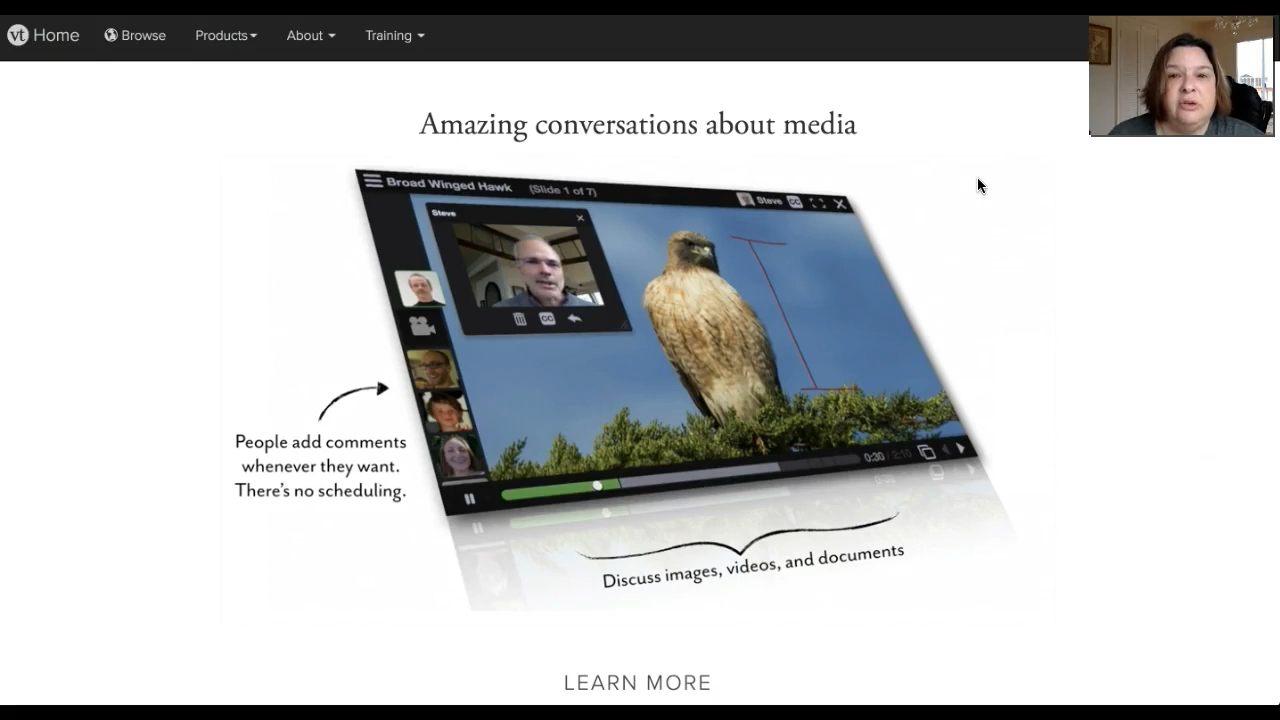 vt Home Browse Products About Training
Amazing conversations about media
Broad Winged Hawk (Slide 1 of 7)
Steve CC
Steve
CC
People add comments
whenever they want.
There's no scheduling.
0:30 / 2:10
Discuss images, videos, and documents
LEARN MORE